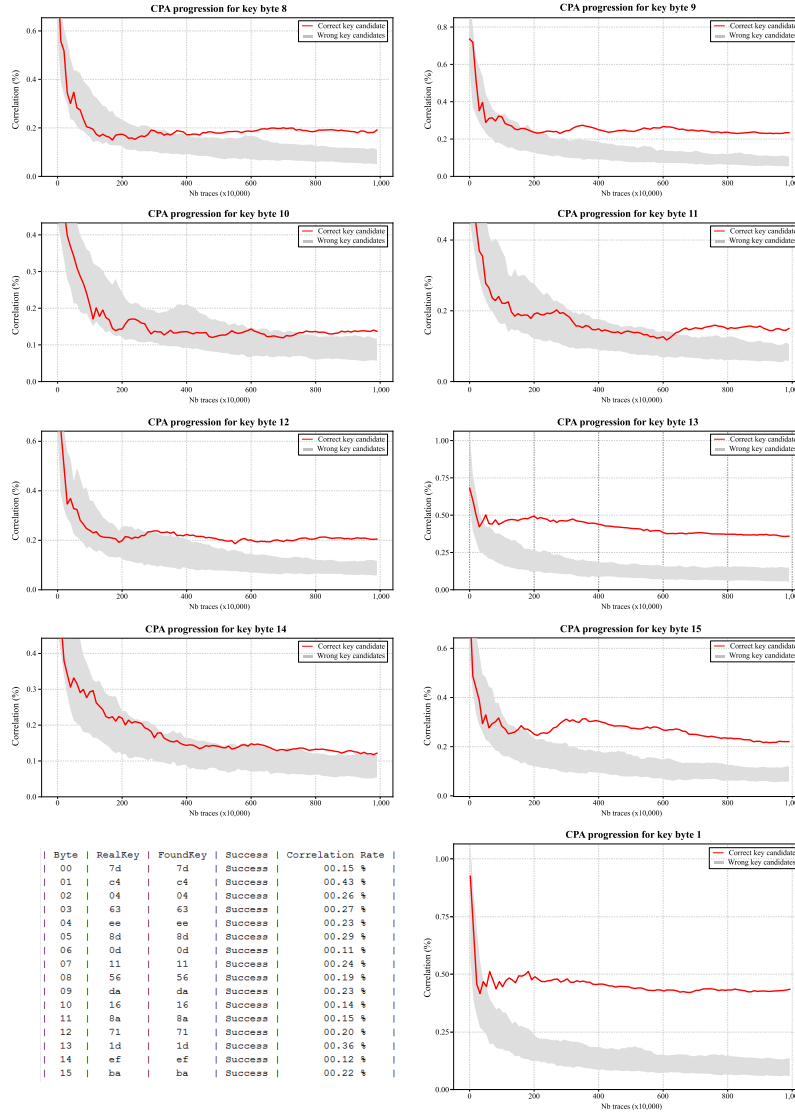 CPA progression for key byte 8
Correct key candidate
Wrong key candidates
Correlation (%)
0.6
0.4
0.2
0.0
0 200 400 600 800 1,000
Nb traces (x10,000)
CPA progression for key byte 9
Correct key candidate
Wrong key candidates
Correlation (%)
0.8
0.6
0.4
0.2
0.0
0 200 400 600 800 1,00
Nb traces (x10,000)
CPA progression for key byte 10
Correct key candidate
Wrong key candidates
Correlation (%)
0.4
0.3
0.2
0.1
0.0
0 200 400 600 800 1,000
Nb traces (x10,000)
CPA progression for key byte 11
Correct key candidate
Wrong key candidates
Correlation (%)
0.4
0.2
0.0
0 200 400 600 800 1,00
Nb traces (x10,000)
CPA progression for key byte 12
Correct key candidate
Wrong key candidates
Correlation (%)
0.6
0.4
0.2
0.0
0 200 400 600 800 1,000
Nb traces (x10,000)
CPA progression for key byte 13
Correct key candidate
Wrong key candidates
Correlation (%)
1.00
0.75
0.50
0.25
0.00
0 200 400 600 800 1,00
Nb traces (x10,000)
CPA progression for key byte 14
Correct key candidate
Wrong key candidates
Correlation (%)
0.4
0.3
0.2
0.1
0.0
0 200 400 600 800 1,000
Nb traces (x10,000)
CPA progression for key byte 15
Correct key candidate
Wrong key candidates
Correlation (%)
0.6
0.4
0.2
0.0
0 200 400 600 800 1,00
Nb traces (x10,000)
| Byte | RealKey | FoundKey | Success | Correlation Rate |
| 00 | 7d | 7d | Success | 00.15 % |
| 01 | c4 | c4 | Success | 00.43 % |
| 02 | 04 | 04 | Success | 00.26 % |
| 03 | 63 | 63 | Success | 00.27 % |
| 04 | ee | ee | Success | 00.23 % |
| 05 | 8d | 8d | Success | 00.29 % |
| 06 | 0d | 0d | Success | 00.11 % |
| 07 | 11 | 11 | Success | 00.24 % |
| 08 | 56 | 56 | Success | 00.19 % |
| 09 | da | da | Success | 00.23 % |
| 10 | 16 | 16 | Success | 00.14 % |
| 11 | 8a | 8a | Success | 00.15 % |
| 12 | 71 | 71 | Success | 00.20 % |
| 13 | 1d | 1d | Success | 00.36 % |
| 14 | ef | ef | Success | 00.12 % |
| 15 | ba | ba | Success | 00.22 % |
CPA progression for key byte 1
Correct key candidate
Wrong key candidates
Correlation (%)
1.00
0.75
0.50
0.25
0.00
0 200 400 600 800 1,00
Nb traces (x10,000)